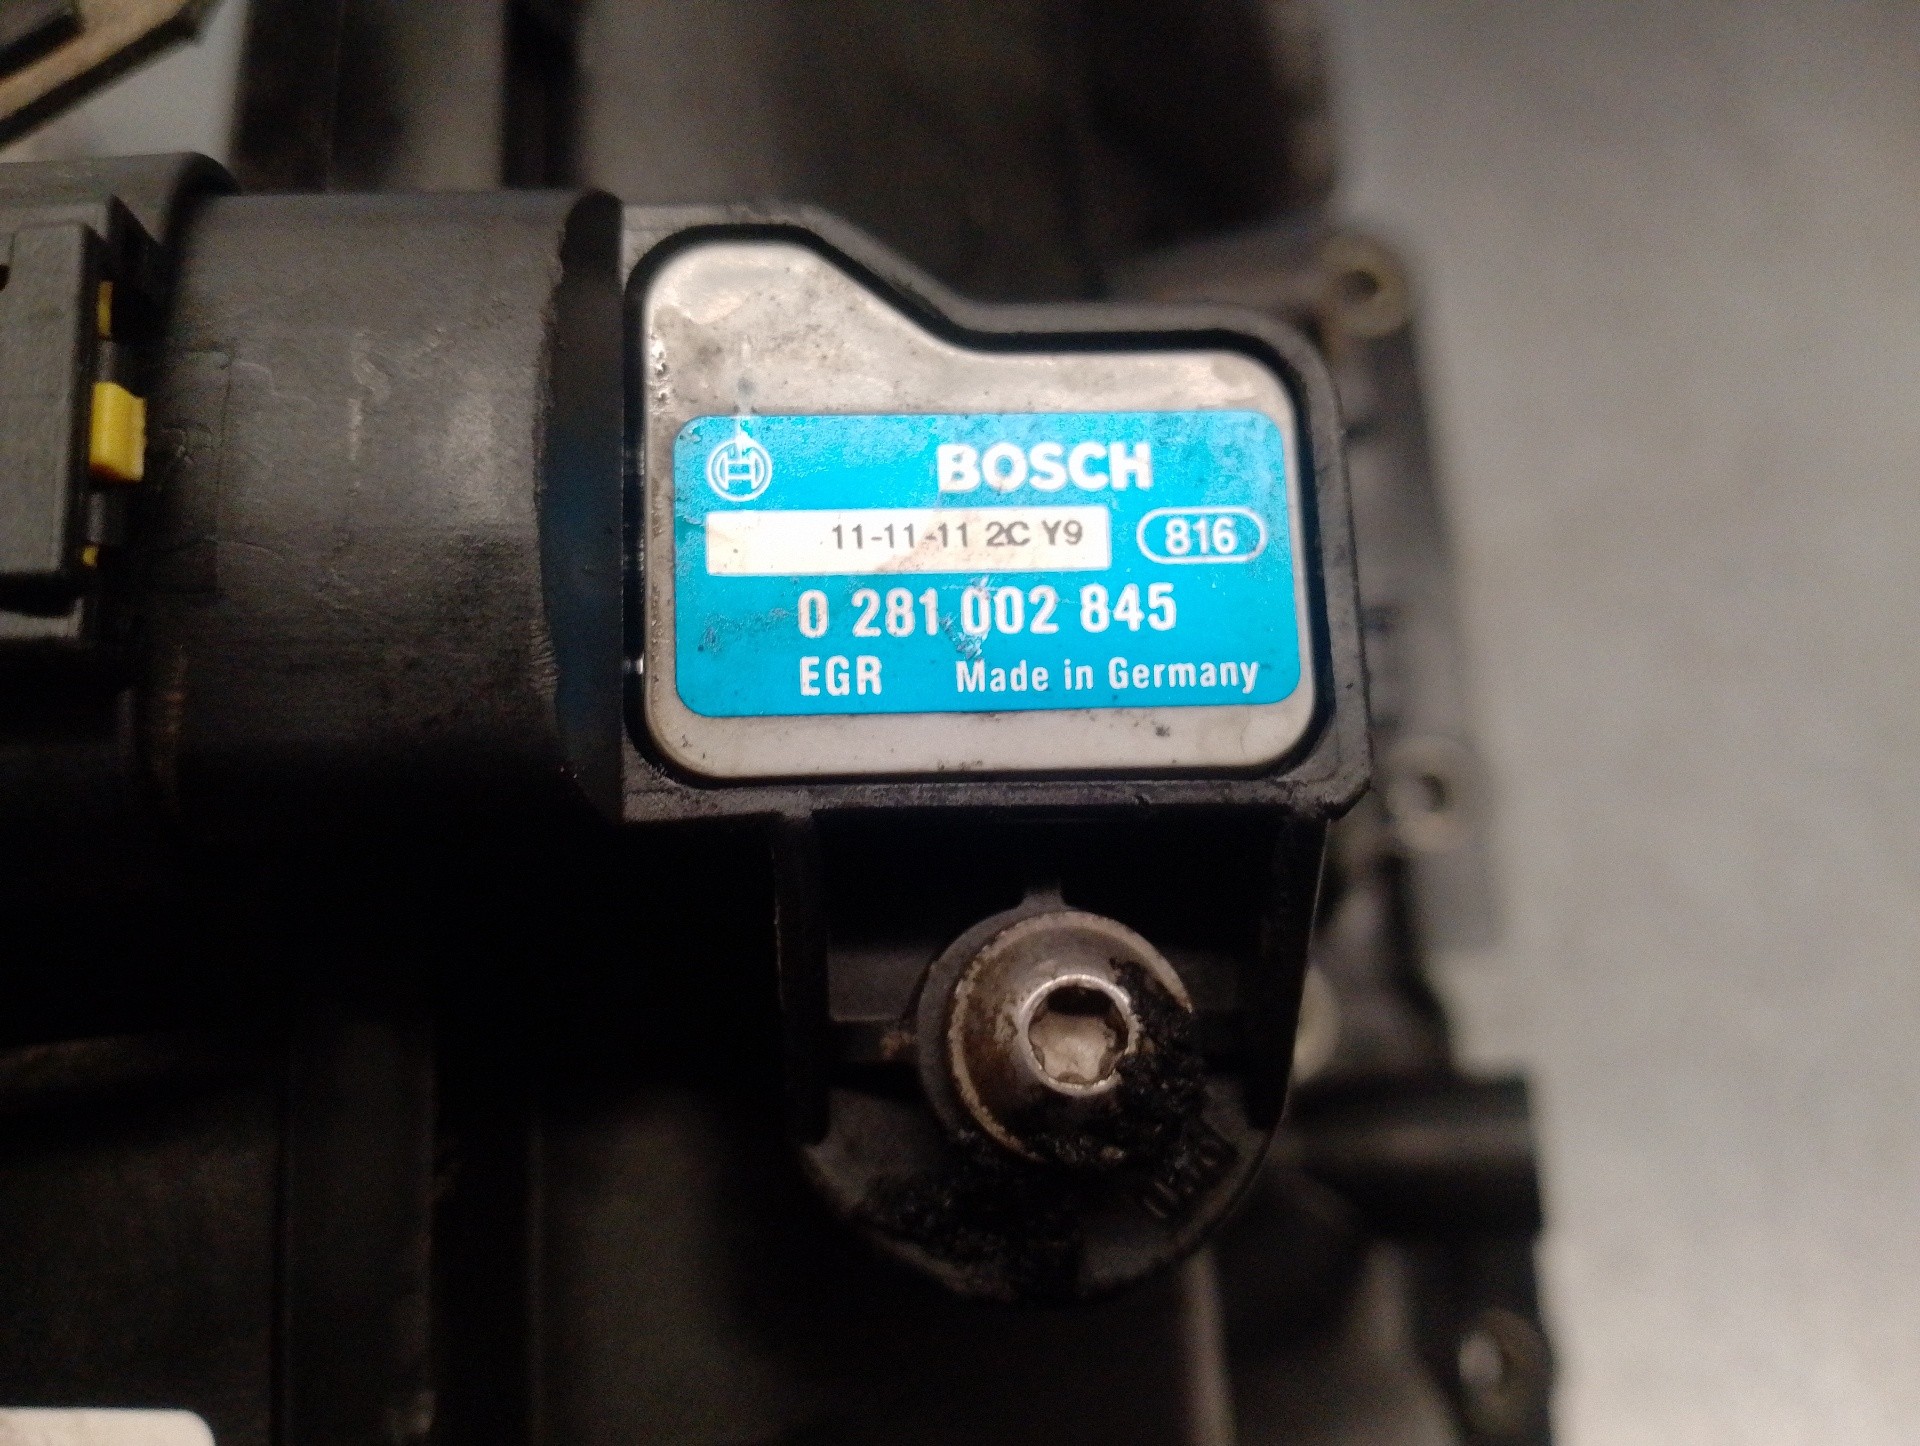 BOSCH
11-11-11 2C Y9
816
0 281 002 845
EGR Made in Germany